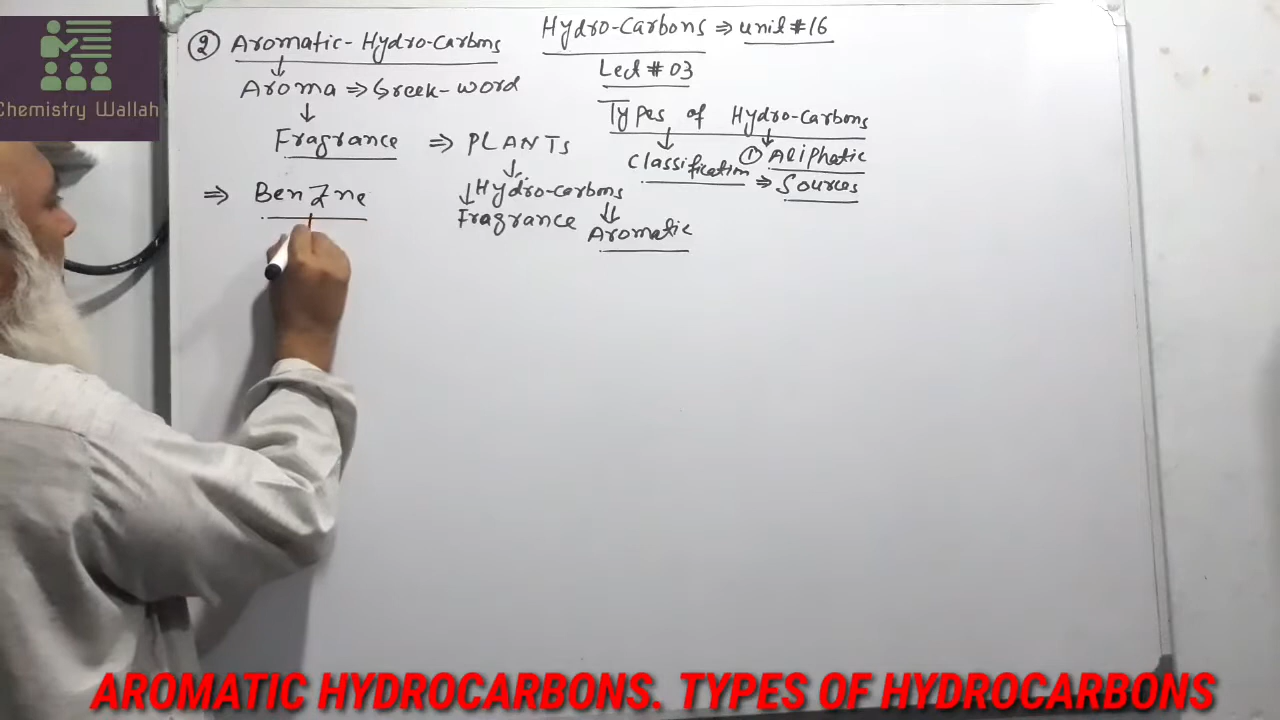 Chemistry Wallah
② Aromatic-Hydro-Carbons
Aroma ⇒ Greek-word
↓
Fragrance ⇒ PLANTs
↓
Hydro-carbons
↓ Fragrance
⇓
Aromatic
⇒ BenZne
Hydro-Carbons ⇒ unit #16
Lect # 03
Types of Hydro-Carbons
Classification
① ALiphatic
⇒ Sources
AROMATIC HYDROCARBONS. TYPES OF HYDROCARBONS